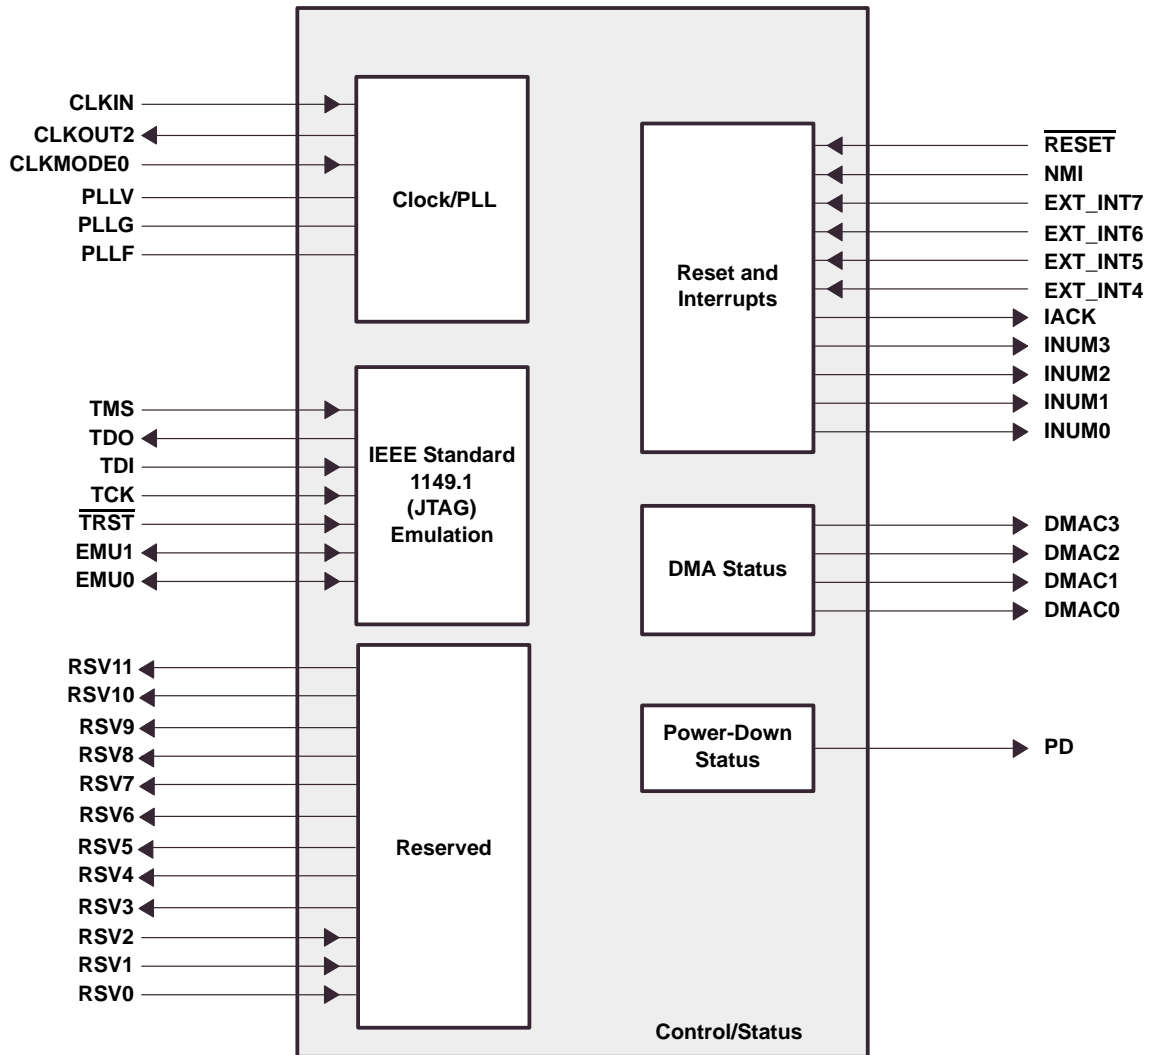 CLKIN
CLKOUT2
CLKMODE0
PLLV
PLLG
PLLF
Clock/PLL
TMS
TDO
TDI
TCK
TRST
EMU1
EMU0
IEEE Standard
1149.1
(JTAG)
Emulation
RSV11
RSV10
RSV9
RSV8
RSV7
RSV6
RSV5
RSV4
RSV3
RSV2
RSV1
RSV0
Reserved
Reset and
Interrupts
RESET
NMI
EXT_INT7
EXT_INT6
EXT_INT5
EXT_INT4
IACK
INUM3
INUM2
INUM1
INUM0
DMA Status
DMAC3
DMAC2
DMAC1
DMAC0
Power-Down
Status
PD
Control/Status